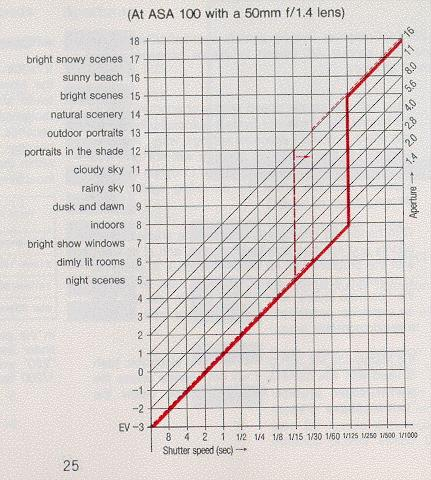 (At ASA 100 with a 50mm f/1.4 lens)
18
bright snowy scenes 17
sunny beach 16
bright scenes 15
natural scenery 14
outdoor portraits 13
portraits in the shade 12
cloudy sky 11
rainy sky 10
dusk and dawn 9
indoors 8
bright show windows 7
dimly lit rooms 6
night scenes 5
4
3
2
1
0
−1
−2
EV −3
16
11
8.0
5.6
4.0
2.8
2.0
1.4
Aperture →
8 4 2 1 1/2 1/4 1/8 1/15 1/30 1/60 1/125 1/250 1/500 1/1000
Shutter speed (sec) →
25